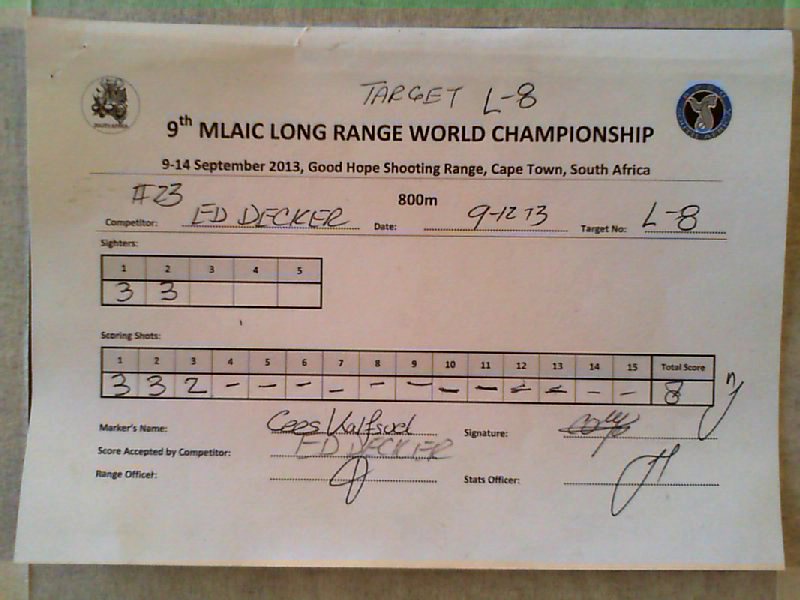 TARGET L-8
9th MLAIC LONG RANGE WORLD CHAMPIONSHIP
9-14 September 2013, Good Hope Shooting Range, Cape Town, South Africa
#23 800m
Competitor: ED DECKER Date: 9-12 13 Target No: L-8
Sighters:
1 2 3 4 5
3 3
Scoring Shots:
1 2 3 4 5 6 7 8 9 10 11 12 13 14 15 Total Score
3 3 2 - - - - - - - - - - - - 8
Marker's Name: Cees Signature:
Score Accepted by Competitor: ED DECKER
Range Officer: Stats Officer: